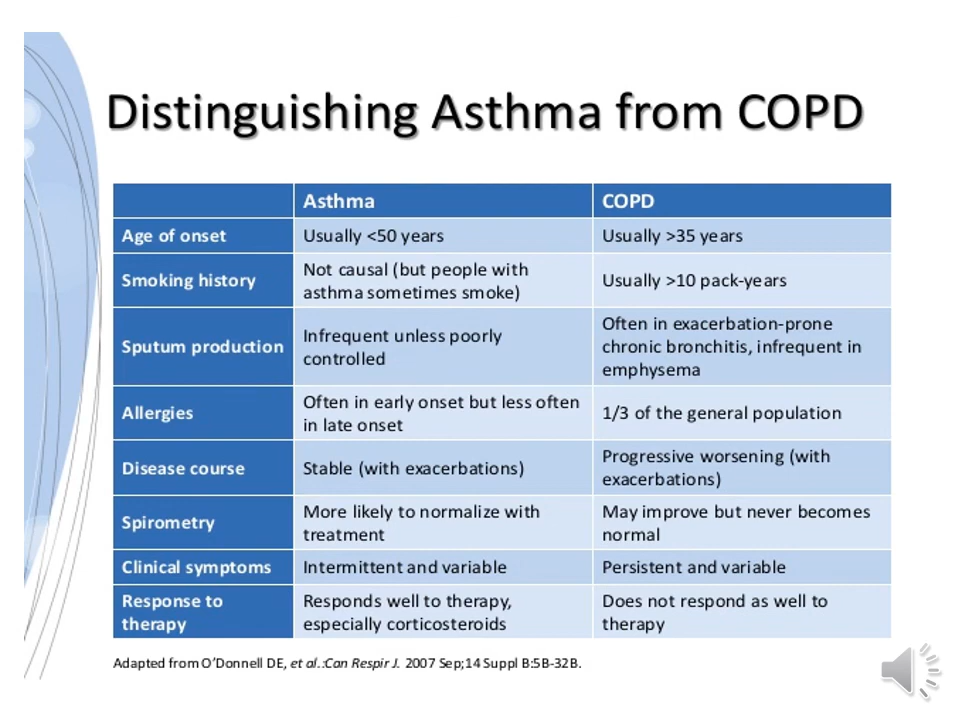 Distinguishing Asthma from COPD
Asthma
COPD
Age of onset
Usually <50 years
Usually >35 years
Smoking history
Not causal (but people with
asthma sometimes smoke)
Usually >10 pack-years
Sputum production
Infrequent unless poorly
controlled
Often in exacerbation-prone
chronic bronchitis, infrequent in
emphysema
Allergies
Often in early onset but less often
in late onset
1/3 of the general population
Disease course
Stable (with exacerbations)
Progressive worsening (with
exacerbations)
Spirometry
More likely to normalize with
treatment
May improve but never becomes
normal
Clinical symptoms
Intermittent and variable
Persistent and variable
Response to
therapy
Responds well to therapy,
especially corticosteroids
Does not respond as well to
therapy
Adapted from O’Donnell DE, et al.:Can Respir J. 2007 Sep;14 Suppl B:5B-32B.